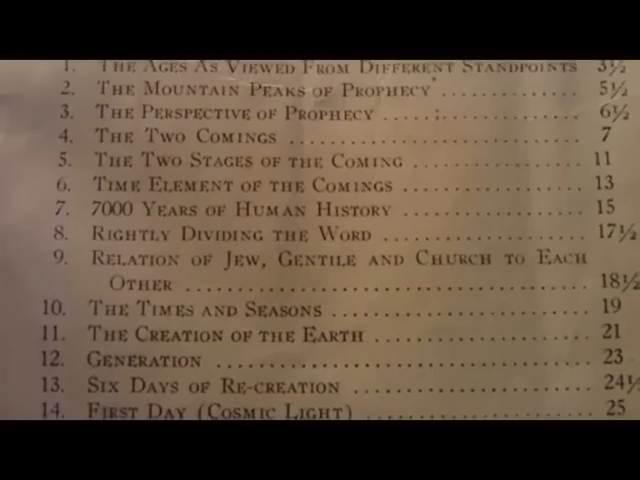 1. THE AGES AS VIEWED FROM DIFFERENT STANDPOINTS 3½
2. THE MOUNTAIN PEAKS OF PROPHECY .............. 5½
3. THE PERSPECTIVE OF PROPHECY .................. 6½
4. THE TWO COMINGS ............................. 7
5. THE TWO STAGES OF THE COMING ................ 11
6. TIME ELEMENT OF THE COMINGS ................. 13
7. 7000 YEARS OF HUMAN HISTORY ................. 15
8. RIGHTLY DIVIDING THE WORD ................... 17½
9. RELATION OF JEW, GENTILE AND CHURCH TO EACH
OTHER ....................................... 18½
10. THE TIMES AND SEASONS ....................... 19
11. THE CREATION OF THE EARTH ................... 21
12. GENERATION .................................. 23
13. SIX DAYS OF RE-CREATION ..................... 24½
14. FIRST DAY (COSMIC LIGHT) .................... 25